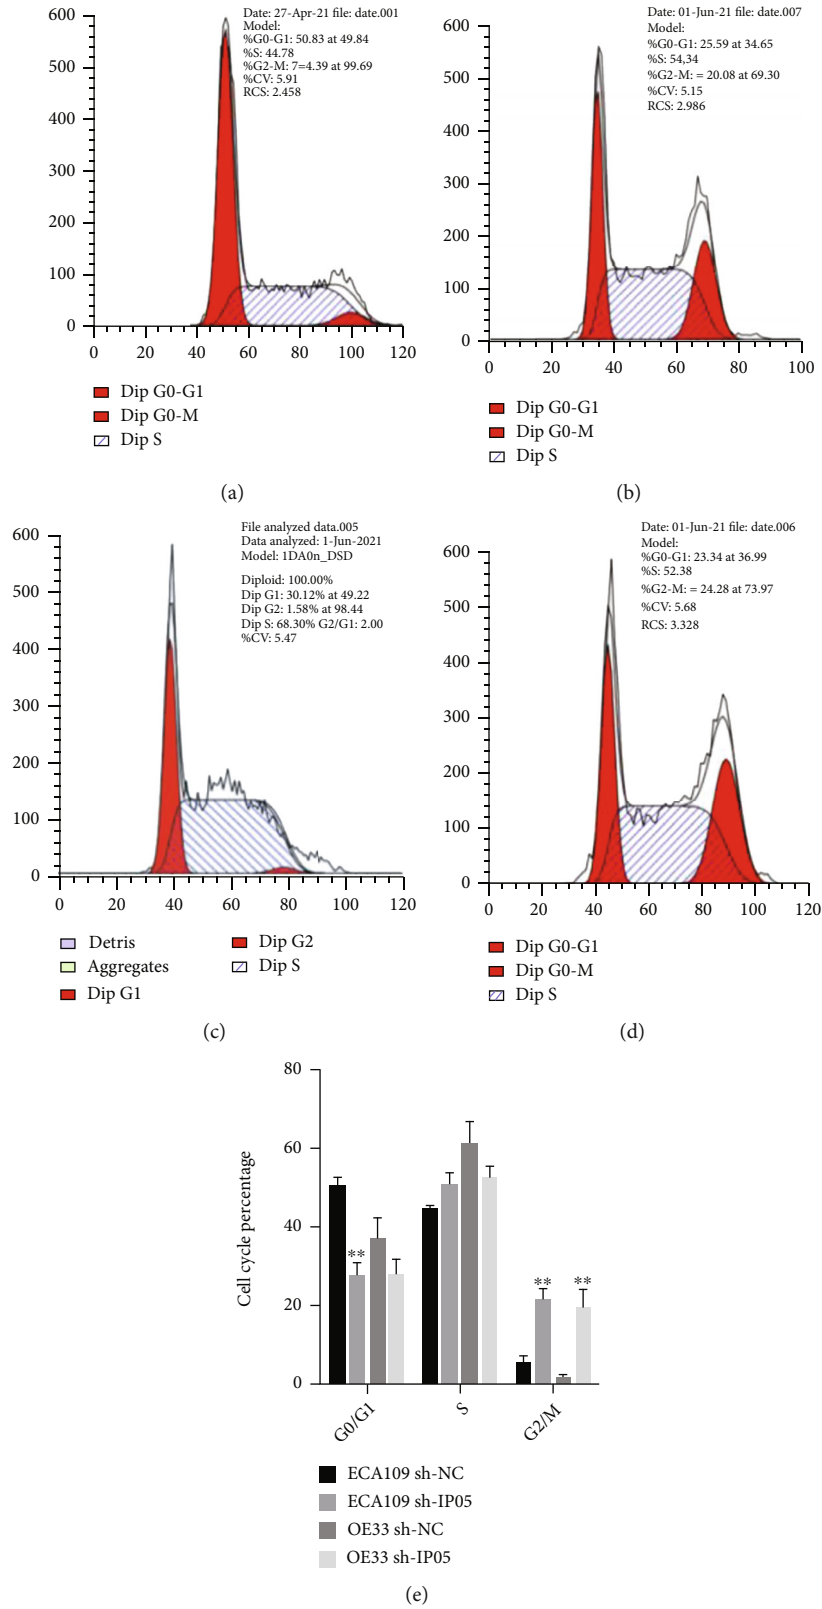 Date: 27-Apr-21 file: date.001
Model:
%G0-G1: 50.83 at 49.84
%S: 44.78
%G2-M: 7=4.39 at 99.69
%CV: 5.91
RCS: 2.458
600
500
400
300
200
100
0
0 20 40 60 80 100 120
Dip G0-G1
Dip G0-M
Dip S
(a)
Date: 01-Jun-21 file: date.007
Model:
%G0-G1: 25.59 at 34.65
%S: 54,34
%G2-M: = 20.08 at 69.30
%CV: 5.15
RCS: 2.986
600
500
400
300
200
100
0
0 20 40 60 80 100
Dip G0-G1
Dip G0-M
Dip S
(b)
File analyzed data.005
Data analyzed: 1-Jun-2021
Model: 1DA0n_DSD
Diploid: 100.00%
Dip G1: 30.12% at 49.22
Dip G2: 1.58% at 98.44
Dip S: 68.30% G2/G1: 2.00
%CV: 5.47
600
500
400
300
200
100
0
0 20 40 60 80 100 120
Detris
Aggregates
Dip G1
Dip G2
Dip S
(c)
Date: 01-Jun-21 file: date.006
Model:
%G0-G1: 23.34 at 36.99
%S: 52.38
%G2-M: = 24.28 at 73.97
%CV: 5.68
RCS: 3.328
600
500
400
300
200
100
0
0 20 40 60 80 100 120
Dip G0-G1
Dip G0-M
Dip S
(d)
Cell cycle percentage
80
60
40
20
0
**
**
**
G0/G1
S
G2/M
ECA109 sh-NC
ECA109 sh-IP05
OE33 sh-NC
OE33 sh-IP05
(e)